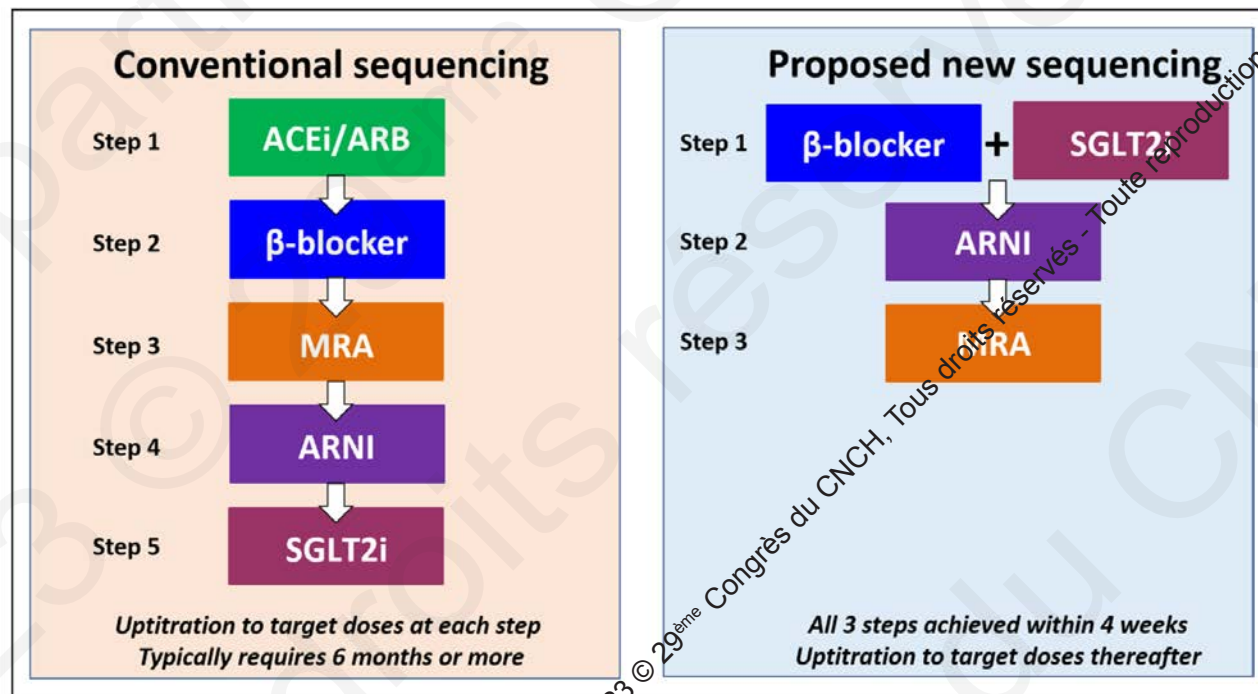 Conventional sequencing
Step 1
ACEi/ARB
Step 2
β-blocker
Step 3
MRA
Step 4
ARNI
Step 5
SGLT2i
Uptitration to target doses at each step
Typically requires 6 months or more
Proposed new sequencing
Step 1
β-blocker + SGLT2i
Step 2
ARNI
Step 3
MRA
All 3 steps achieved within 4 weeks
Uptitration to target doses thereafter
23 © 29ème Congrès du CNCH, Tous droits réservés - Toute reproduction